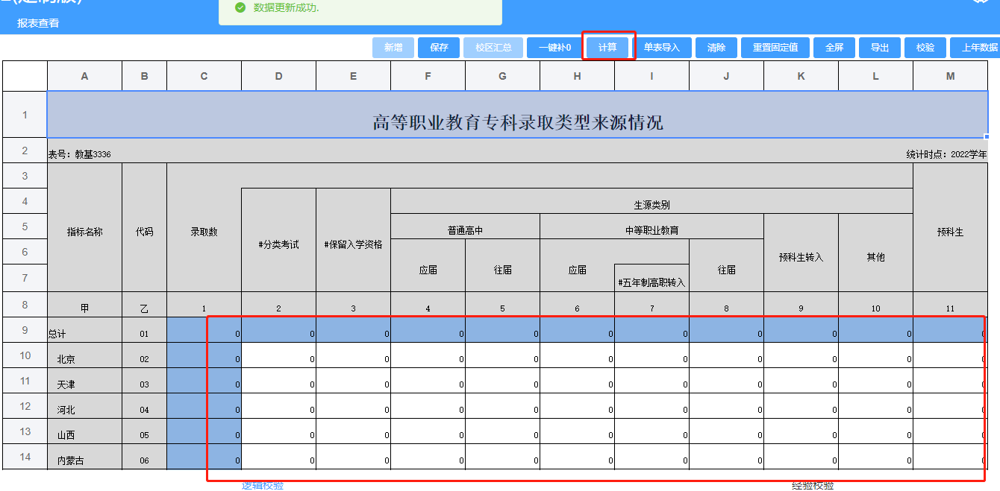 (定制版)
报表查看
数据更新成功.
新增 保存 校区汇总 一键补0 计算 单表导入 清除 重置固定值 全屏 导出 校验 上年数据
A B C D E F G H I J K L M
1 高等职业教育专科录取类型来源情况
2 表号：教基3336 统计时点：2022学年
3
4 生源类别
5 指标名称 代码 录取数 普通高中 中等职业教育 预科生
6 #分类考试 #保留入学资格 应届 往届 应届 往届 预科生转入 其他
7 #五年制高职转入
8 甲 乙 1 2 3 4 5 6 7 8 9 10 11
9 总计 01 0 0 0 0 0 0 0 0 0 0 0
10 北京 02 0 0 0 0 0 0 0 0 0 0 0
11 天津 03 0 0 0 0 0 0 0 0 0 0 0
12 河北 04 0 0 0 0 0 0 0 0 0 0 0
13 山西 05 0 0 0 0 0 0 0 0 0 0 0
14 内蒙古 06 0 0 0 0 0 0 0 0 0 0 0
逻辑校验 经验校验